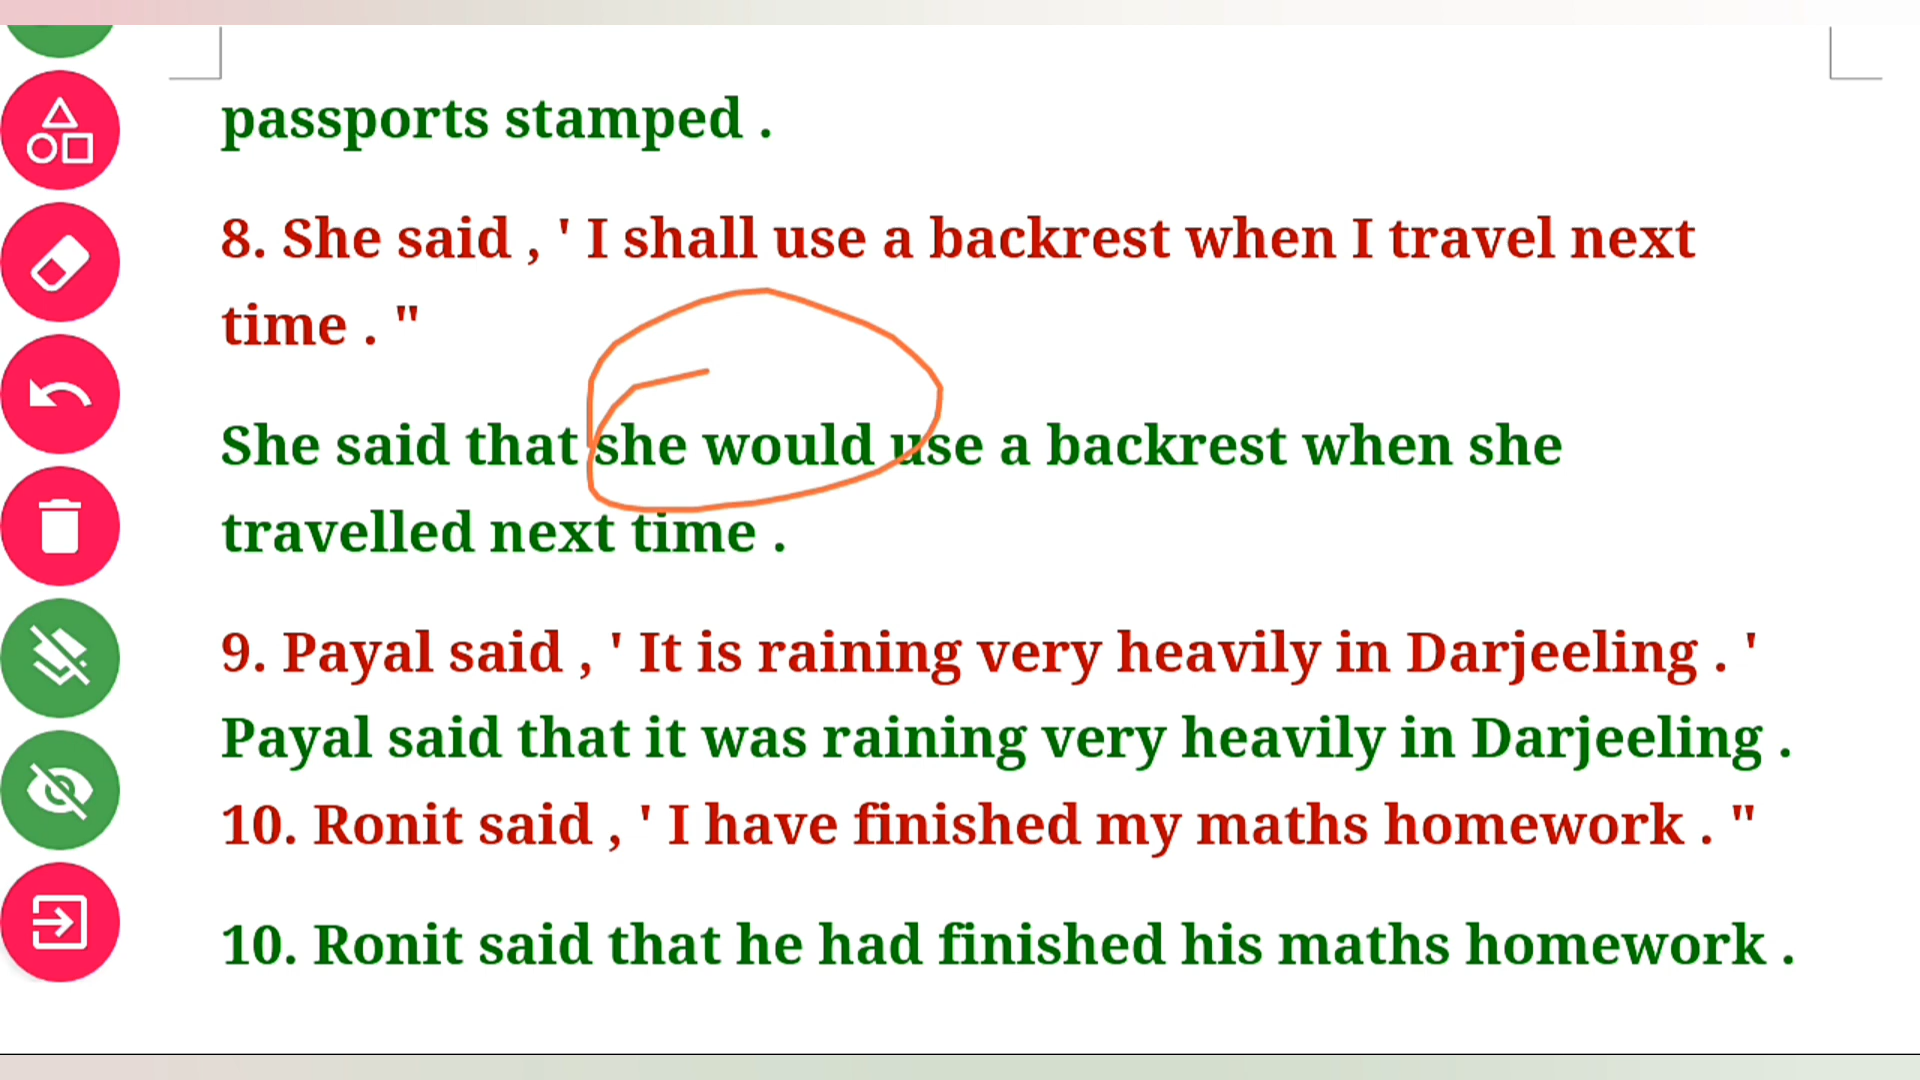 passports stamped .
8. She said , ' I shall use a backrest when I travel next
time . "
She said that she would use a backrest when she
travelled next time .
9. Payal said , ' It is raining very heavily in Darjeeling . '
Payal said that it was raining very heavily in Darjeeling .
10. Ronit said , ' I have finished my maths homework . "
10. Ronit said that he had finished his maths homework .